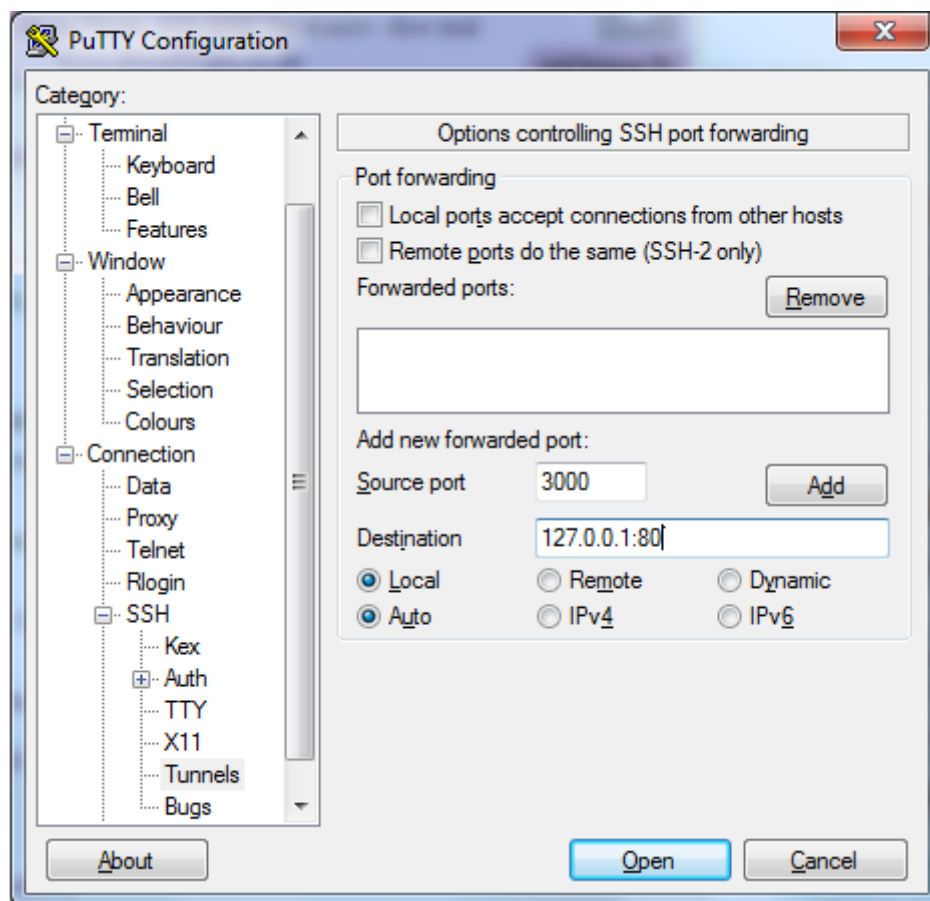 PuTTY Configuration
Category:
Terminal
Keyboard
Bell
Features
Window
Appearance
Behaviour
Translation
Selection
Colours
Connection
Data
Proxy
Telnet
Rlogin
SSH
Kex
Auth
TTY
X11
Tunnels
Bugs
Options controlling SSH port forwarding
Port forwarding
Local ports accept connections from other hosts
Remote ports do the same (SSH-2 only)
Forwarded ports:
Remove
Add new forwarded port:
Source port 3000 Add
Destination 127.0.0.1:80
Local Remote Dynamic
Auto IPv4 IPv6
About Open Cancel